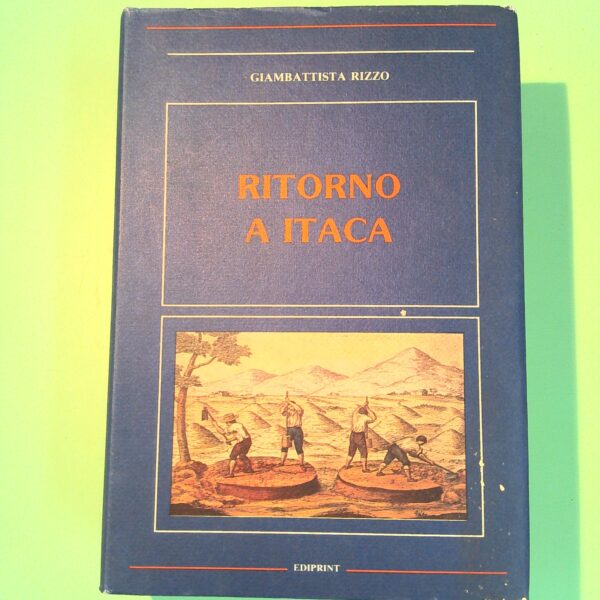 GIAMBATTISTA RIZZO
RITORNO
A ITACA
EDIPRINT